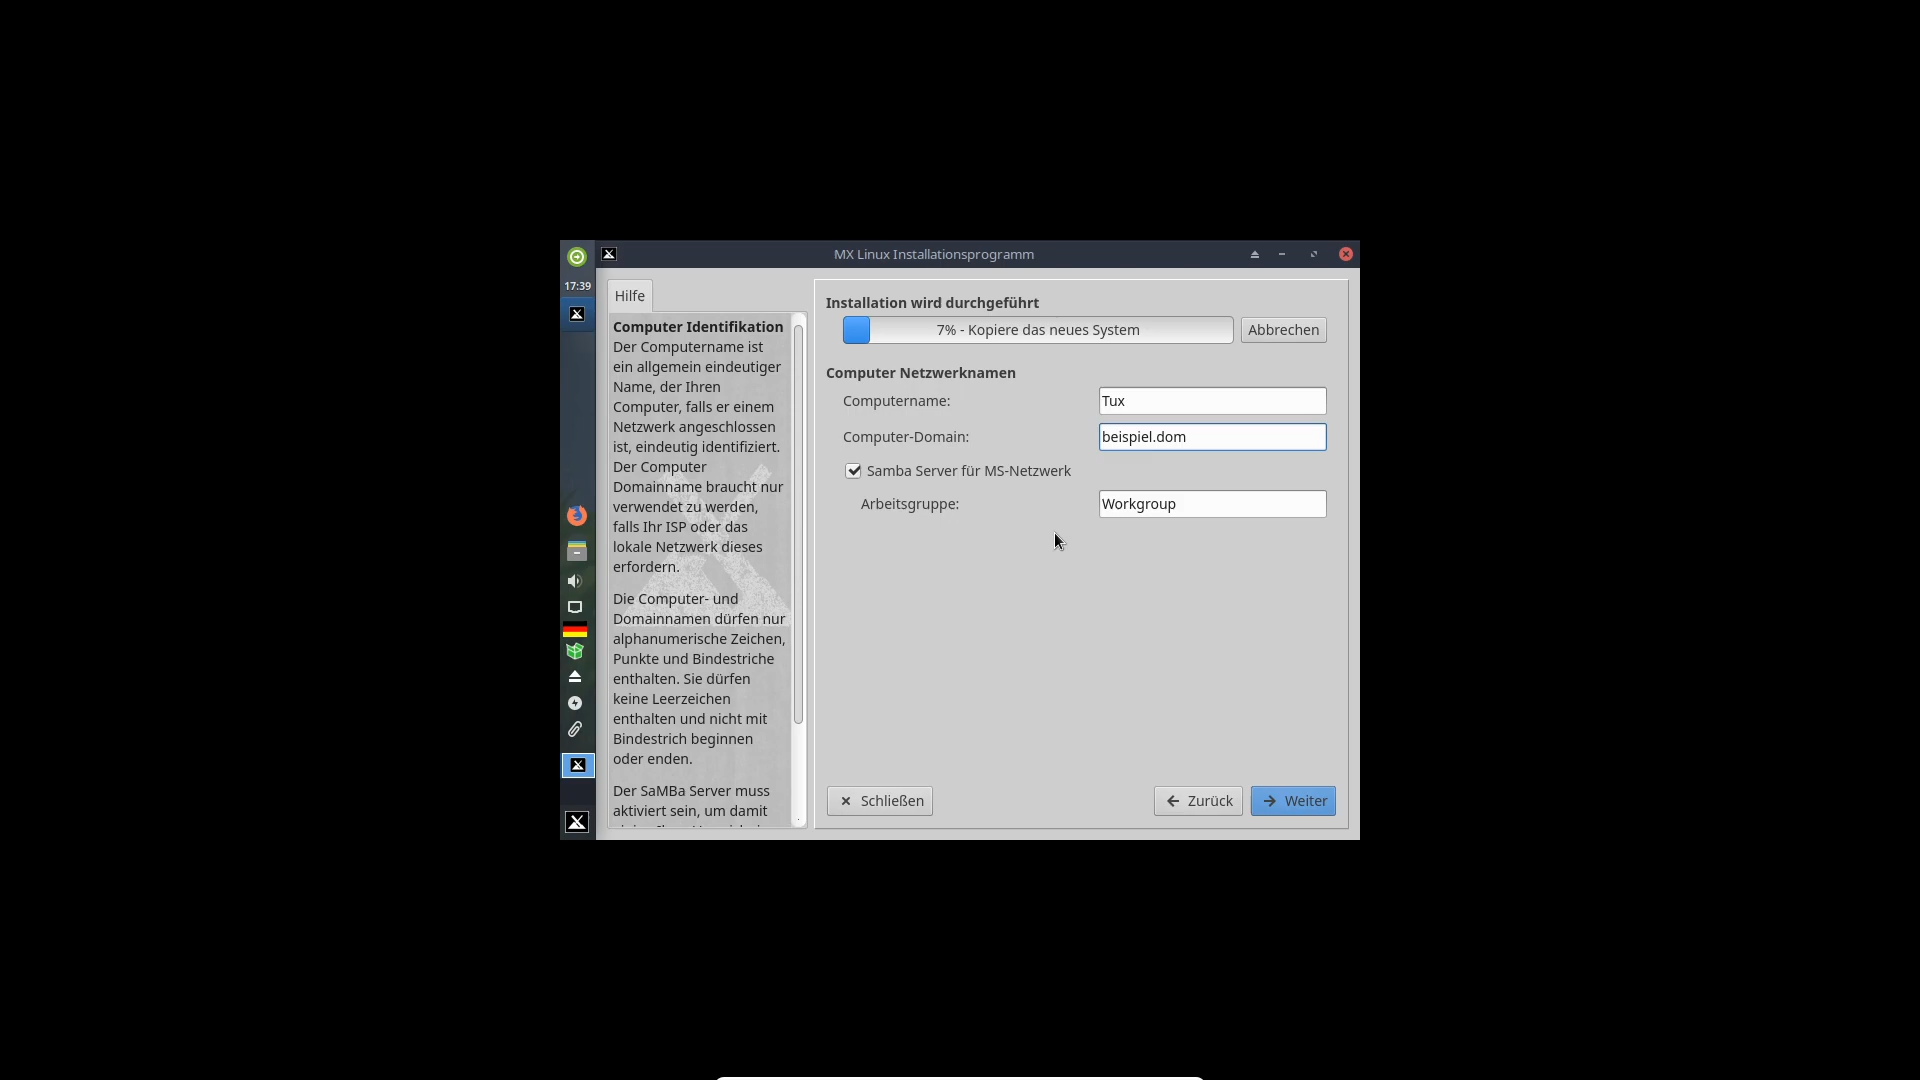 MX Linux Installationsprogramm
17:39
Hilfe
Computer Identifikation
Der Computername ist
ein allgemein eindeutiger
Name, der Ihren
Computer, falls er einem
Netzwerk angeschlossen
ist, eindeutig identifiziert.
Der Computer
Domainname braucht nur
verwendet zu werden,
falls Ihr ISP oder das
lokale Netzwerk dieses
erfordern.
Die Computer- und
Domainnamen dürfen nur
alphanumerische Zeichen,
Punkte und Bindestriche
enthalten. Sie dürfen
keine Leerzeichen
enthalten und nicht mit
Bindestrich beginnen
oder enden.
Der SaMBa Server muss
aktiviert sein, um damit
Installation wird durchgeführt
7% - Kopiere das neues System
Abbrechen
Computer Netzwerknamen
Computername: Tux
Computer-Domain: beispiel.dom
Samba Server für MS-Netzwerk
Arbeitsgruppe: Workgroup
Schließen
Zurück
Weiter